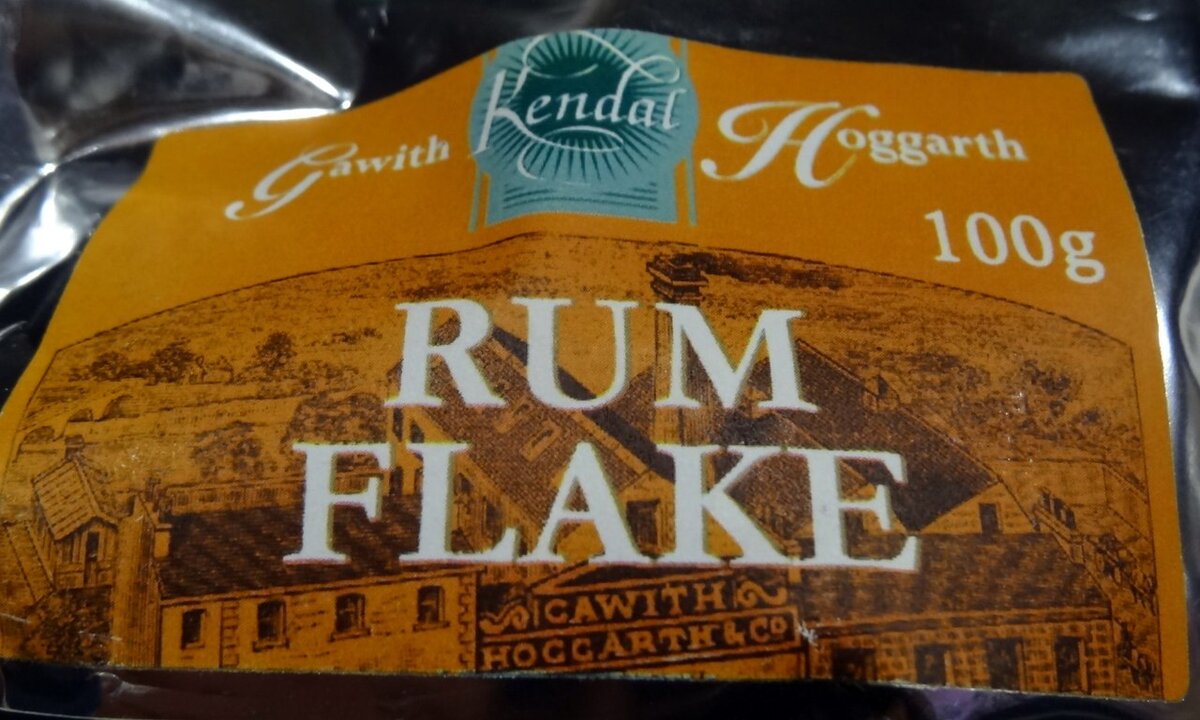 Gawith Kendal Hoggarth
100g
RUM
FLAKE
GAWITH
HOGGARTH & Co